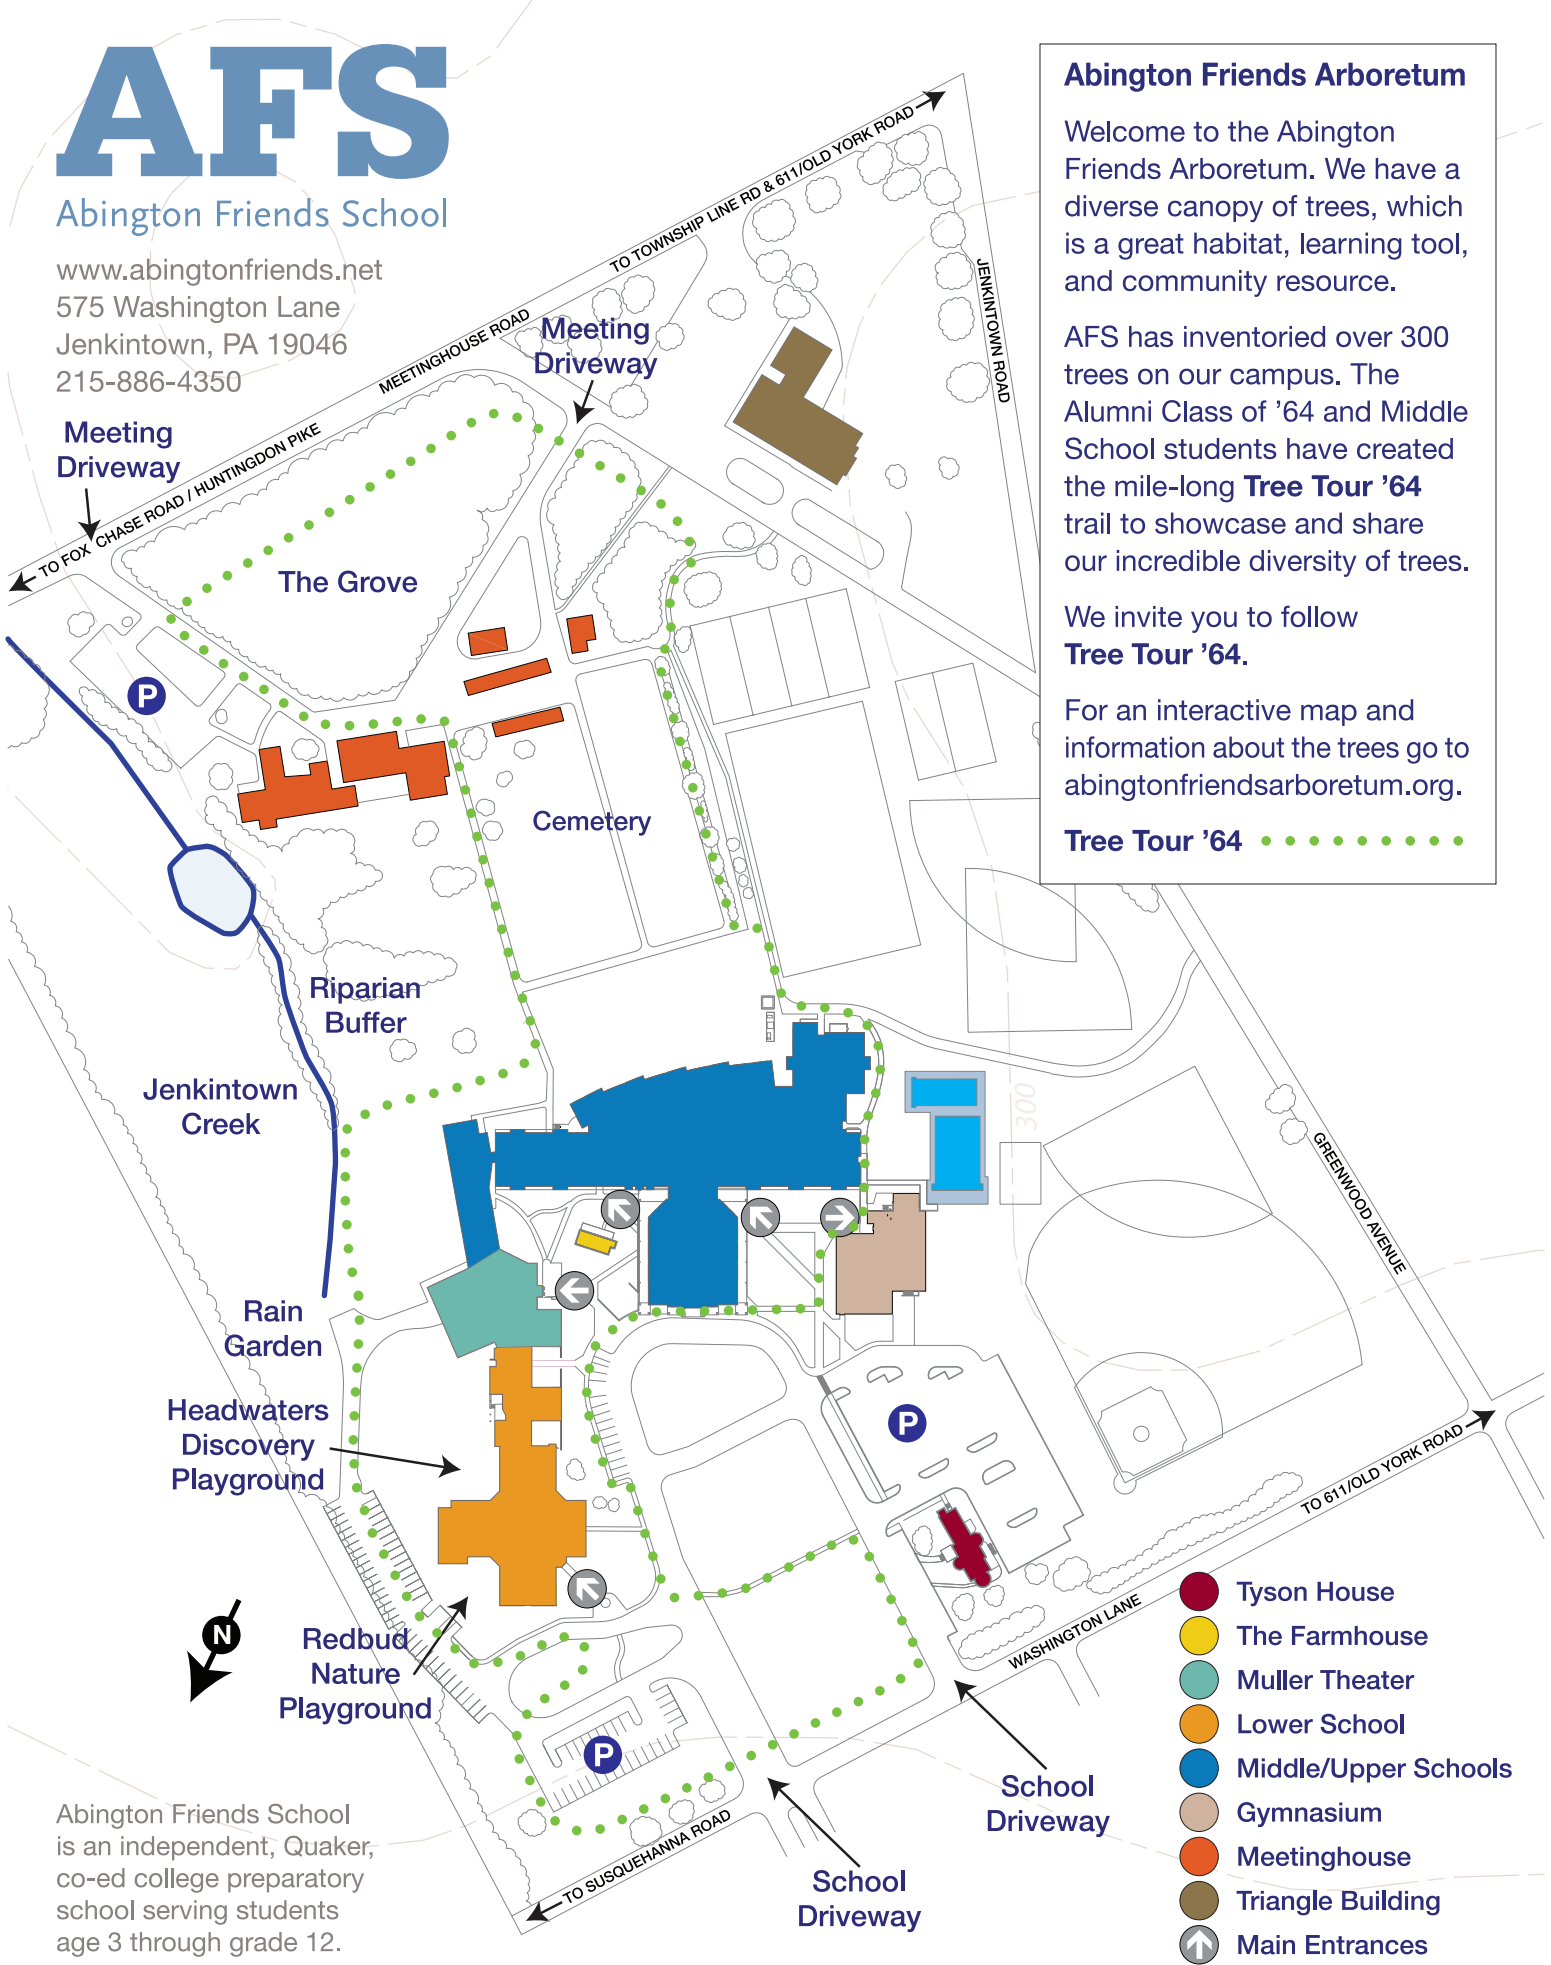 AFS
Abington Friends School
www.abingtonfriends.net
575 Washington Lane
Jenkintown, PA 19046
215-886-4350
Abington Friends Arboretum
Welcome to the Abington
Friends Arboretum. We have a
diverse canopy of trees, which
is a great habitat, learning tool,
and community resource.
AFS has inventoried over 300
trees on our campus. The
Alumni Class of ’64 and Middle
School students have created
the mile-long Tree Tour ’64
trail to showcase and share
our incredible diversity of trees.
We invite you to follow
Tree Tour ’64.
For an interactive map and
information about the trees go to
abingtonfriendsarboretum.org.
Tree Tour ’64
TO TOWNSHIP LINE RD & 611/OLD YORK ROAD
MEETINGHOUSE ROAD
TO FOX CHASE ROAD / HUNTINGDON PIKE
JENKINTOWN ROAD
Meeting
Driveway
Meeting
Driveway
The Grove
P
Cemetery
Riparian
Buffer
Jenkintown
Creek
300
GREENWOOD AVENUE
Rain
Garden
Headwaters
Discovery
Playground
P
TO 611/OLD YORK ROAD
WASHINGTON LANE
N
Redbud
Nature
Playground
P
School
Driveway
School
Driveway
TO SUSQUEHANNA ROAD
Abington Friends School
is an independent, Quaker,
co-ed college preparatory
school serving students
age 3 through grade 12.
Tyson House
The Farmhouse
Muller Theater
Lower School
Middle/Upper Schools
Gymnasium
Meetinghouse
Triangle Building
Main Entrances